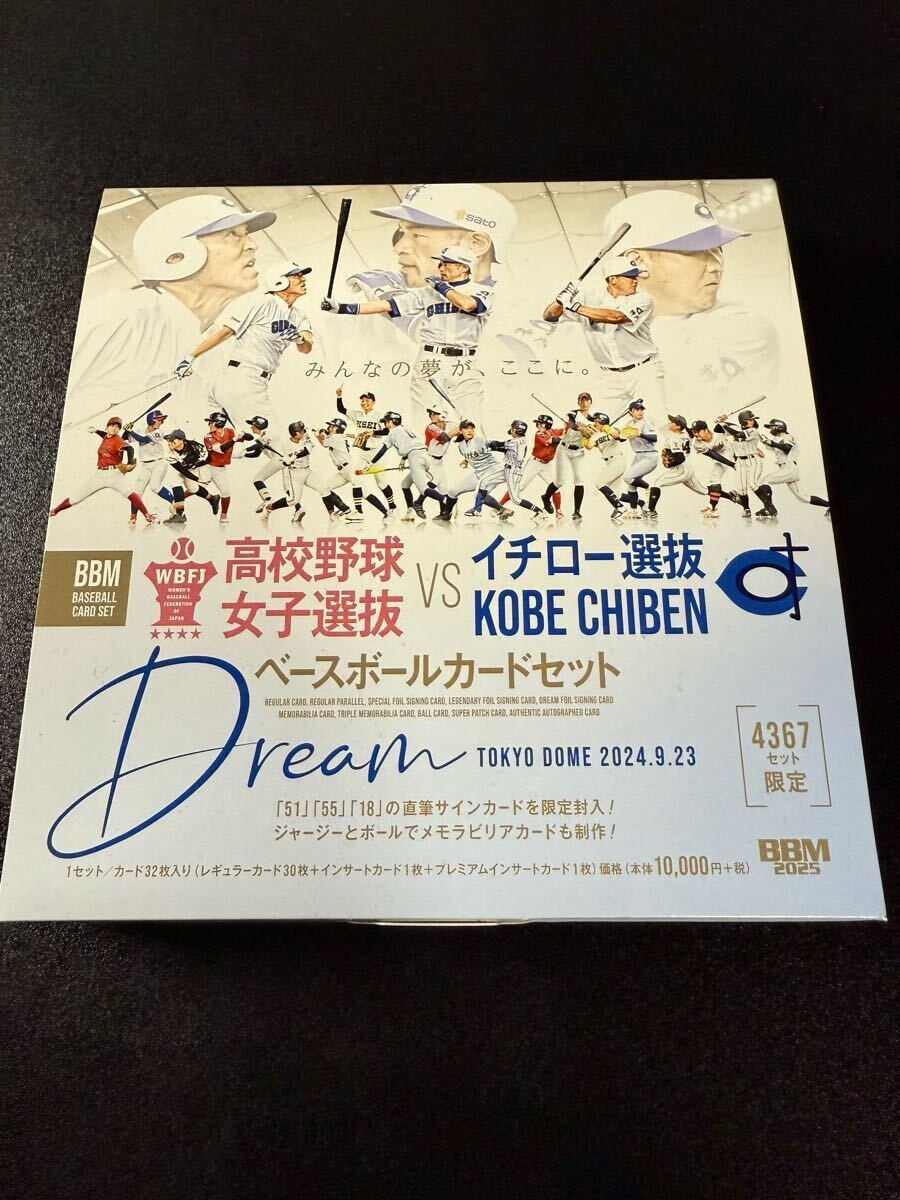 sato
CHIBEN
みんなの夢が、ここに。
BBM
BASEBALL
CARD SET
WBFJ
WOMEN'S
BASEBALL
FEDERATION
OF
JAPAN
高校野球
女子選抜
VS
イチロー選抜
KOBE CHIBEN
ベースボールカードセット
REGULAR CARD, REGULAR PARALLEL, SPECIAL FOIL SIGNING CARD, LEGENDARY FOIL SIGNING CARD, DREAM FOIL SIGNING CARD
MEMORABILIA CARD, TRIPLE MEMORABILIA CARD, BALL CARD, SUPER PATCH CARD, AUTHENTIC AUTOGRAPHED CARD
Dream
TOKYO DOME 2024.9.23
4367
セット
限定
「51」「55」「18」の直筆サインカードを限定封入!
ジャージーとボールでメモラビリアカードも制作!
BBM
2025
1セット/カード32枚入り(レギュラーカード30枚+インサートカード1枚+プレミアムインサートカード1枚)価格(本体10,000円+税)